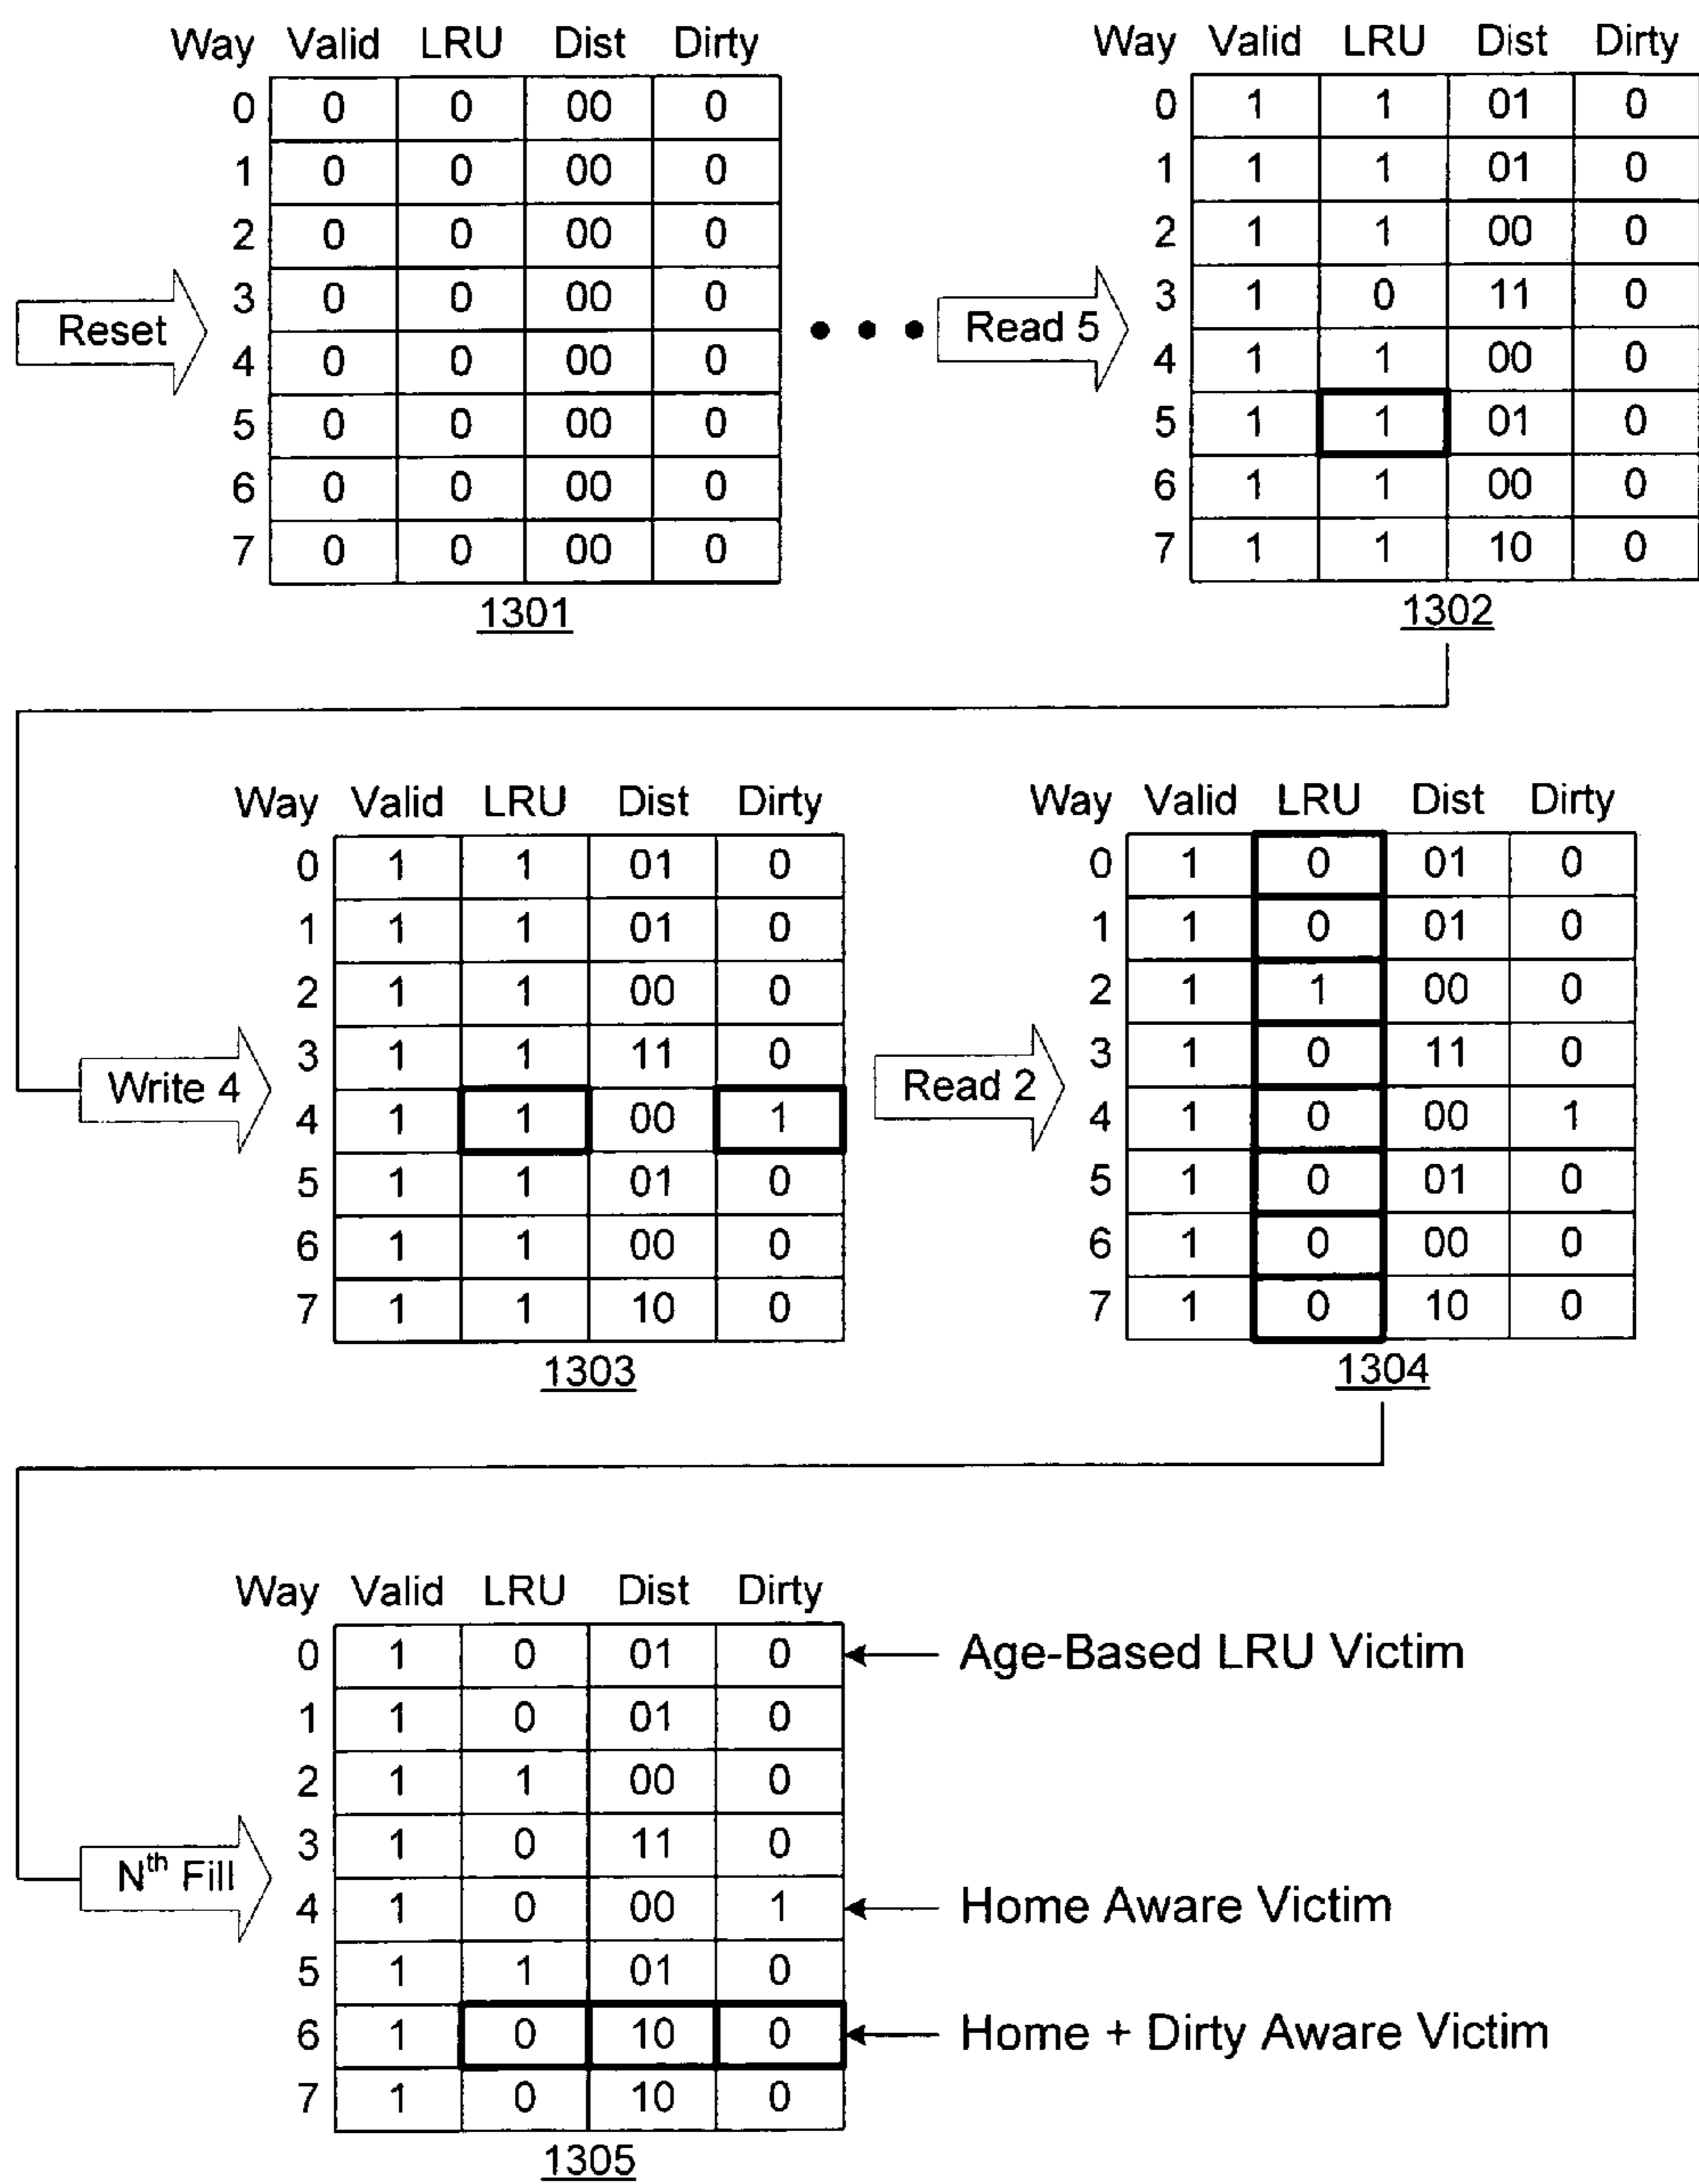 Way Valid LRU Dist Dirty
0 0 0 00 0
1 0 0 00 0
2 0 0 00 0
3 0 0 00 0
4 0 0 00 0
5 0 0 00 0
6 0 0 00 0
7 0 0 00 0
1301
Reset
Read 5
Way Valid LRU Dist Dirty
0 1 1 01 0
1 1 1 01 0
2 1 1 00 0
3 1 0 11 0
4 1 1 00 0
5 1 1 01 0
6 1 1 00 0
7 1 1 10 0
1302
Write 4
Way Valid LRU Dist Dirty
0 1 1 01 0
1 1 1 01 0
2 1 1 00 0
3 1 1 11 0
4 1 1 00 1
5 1 1 01 0
6 1 1 00 0
7 1 1 10 0
1303
Read 2
Way Valid LRU Dist Dirty
0 1 0 01 0
1 1 0 01 0
2 1 1 00 0
3 1 0 11 0
4 1 0 00 1
5 1 0 01 0
6 1 0 00 0
7 1 0 10 0
1304
Nth Fill
Way Valid LRU Dist Dirty
0 1 0 01 0 Age-Based LRU Victim
1 1 0 01 0
2 1 1 00 0
3 1 0 11 0
4 1 0 00 1 Home Aware Victim
5 1 1 01 0
6 1 0 10 0 Home + Dirty Aware Victim
7 1 0 10 0
1305